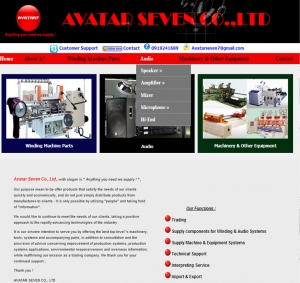 AVATAR SEVEN CO.,LTD
Anything you need we supply !
Customer Support Contact 0919241689 Avatarseven7@gmail.com
Home About Winding Machine Parts Audio Machinery & Other Equipment Contact
Speaker »
Amplifier »
Mixer
Microphone »
Hi-End
Winding Machine Parts
Audio
Machinery & Other Equipment
Avatar Seven Co., Ltd, with slogan is " Anything you need we supply ! ",
Our purpose mean to be offer products that satisfy the needs of our clients
quickly and economically, and do not just simply distribute products from
manufactures to clients . It is only possible by utilizing "people" and taking hold
of "information".
We would like to continue to meet the needs of our clients, taking a positive
approach to the rapidly-advancing technologies of the industry .
It is our sincere intention to serve you by offering the best top level's machinery,
tools, systems and accompanying parts, in addition to consultation and the
provision of advice concerning improvement of production systems, production
systems applications, environmental measures and overseas information, while
reaffirming our mission as a trading company. We thank you for your
continued support .
Thank you !
AVATAR SEVEN CO., LTD
Our Functions :
Trading
Supply components for Winding & Audio Systems
Supply Machine & Equipment Systems
Technical Support
Interpreting Service
Import & Export